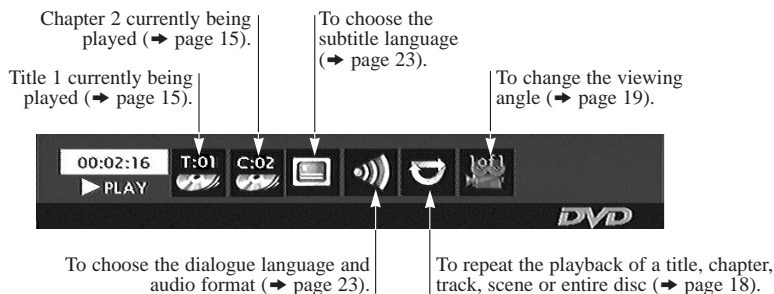 Chapter 2 currently being
played (➜ page 15).
To choose the
subtitle language
(➜ page 23).
Title 1 currently being
played (➜ page 15).
To change the viewing
angle (➜ page 19).
00:02:16
PLAY
T:01
C:02
1of1
DVD
To choose the dialogue language and
audio format (➜ page 23).
To repeat the playback of a title, chapter,
track, scene or entire disc (➜ page 18).